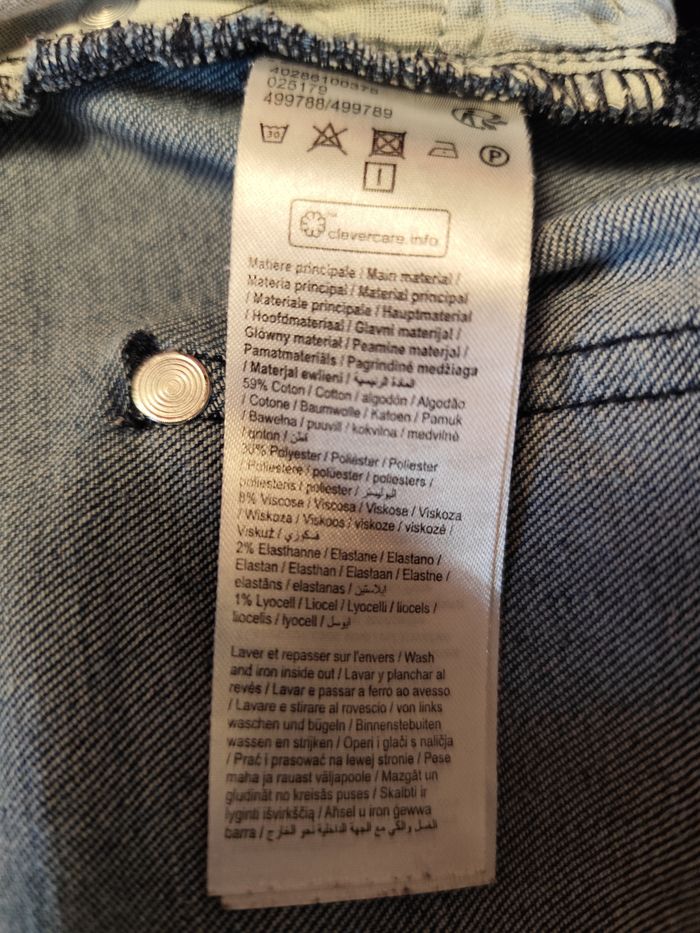 40286100375
025179
499788/499789
30
P
clevercare.info
Matière principale / Main material /
Materia principal / Material principal
/ Materiale principale / Hauptmaterial
/ Hoofdmateriaal / Glavni materijal /
Główny materiał / Peamine materjal /
Pamatmateriāls / Pagrindinė medžiaga
/ Materjal ewlieni / المادة الرئيسية
59% Coton / Cotton / algodón / Algodão
/ Cotone / Baumwolle / Katoen / Pamuk
/ Bawełna / puuvill / kokvilna / medvilnė
/ qoton / قطن
30% Polyester / Poliéster / Poliester
/ Poliestere / polüester / poliesters /
poliesteris / poliester / البوليستر
8% Viscose / Viscosa / Viskose / Viskoza
/ Wiskoza / Viskoos / viskoze / viskozė /
Viskuż / فسكوزي
2% Elasthanne / Elastane / Elastano /
Elastan / Elasthan / Elastaan / Elastne /
elastāns / elastanas / إيلاستين
1% Lyocell / Liocel / Lyocelli / liocels /
liocelis / lyocell / ليوسل
Laver et repasser sur l'envers / Wash
and iron inside out / Lavar y planchar al
revés / Lavar e passar a ferro ao avesso
/ Lavare e stirare al rovescio / von links
waschen und bügeln / Binnenstebuiten
wassen en strijken / Operi i glači s naličja
/ Prać i prasować na lewej stronie / Pese
maha ja rauast väljapoole / Mazgāt un
gludināt no kreisās puses / Skalbti ir
lyginti išvirkščią / Aħsel u iron ġewwa
barra / الغسل والكي مع الجهة الداخلية نحو الخارج